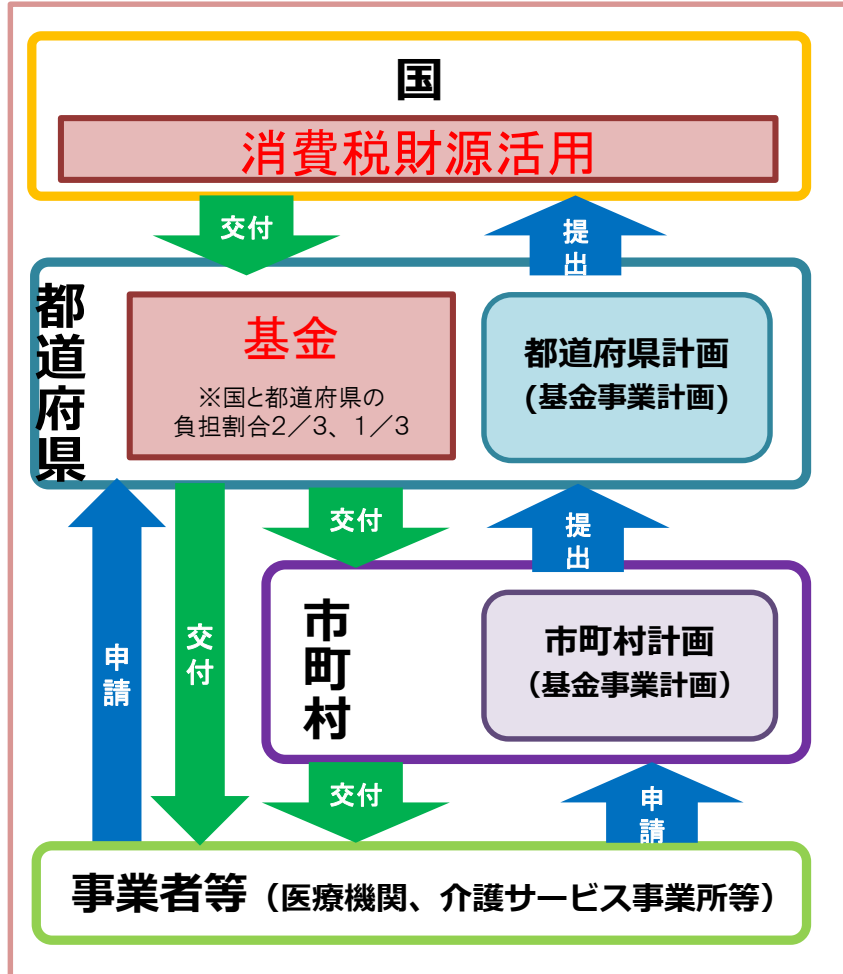 国
消費税財源活用
交付
提出
都道府県
基金
※国と都道府県の
負担割合2／3、1／3
都道府県計画
(基金事業計画)
交付
提出
申請
交付
市町村
市町村計画
（基金事業計画）
交付
申請
事業者等（医療機関、介護サービス事業所等）